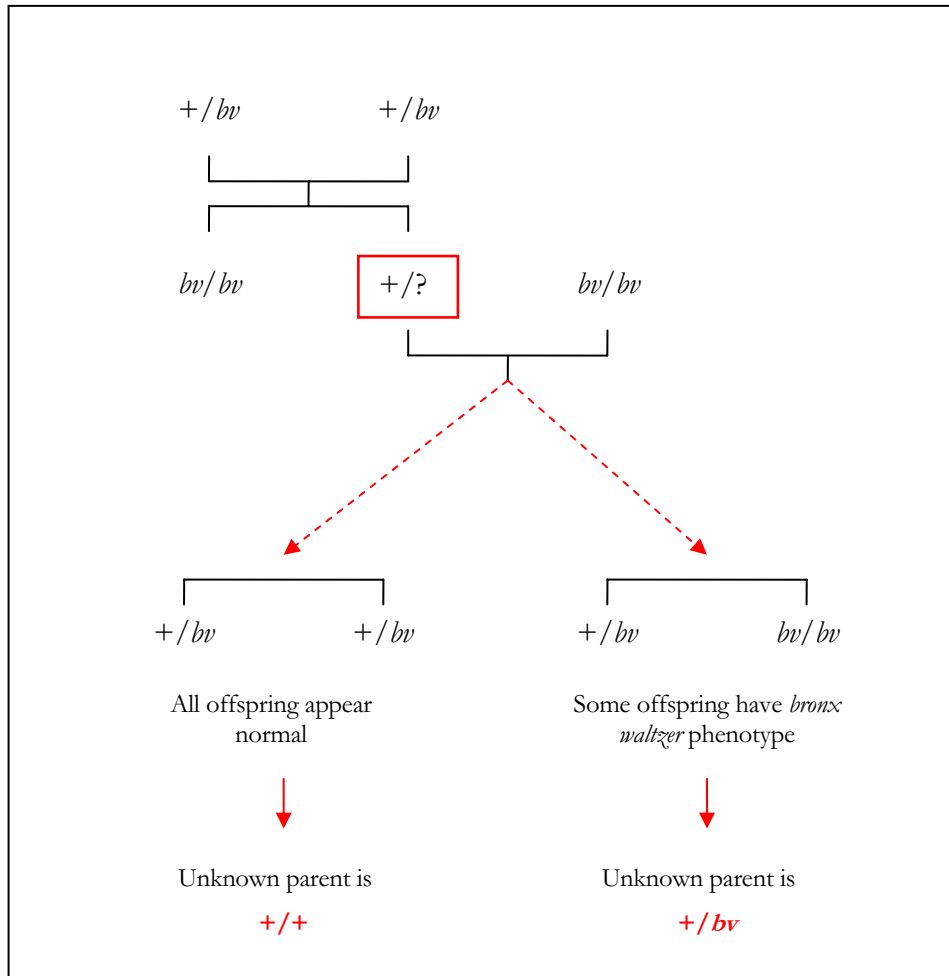 +/bv +/bv
bv/bv +/? bv/bv
+/bv +/bv +/bv bv/bv
All offspring appear
normal
Some offspring have bronx
waltzer phenotype
Unknown parent is
+/+
Unknown parent is
+/bv